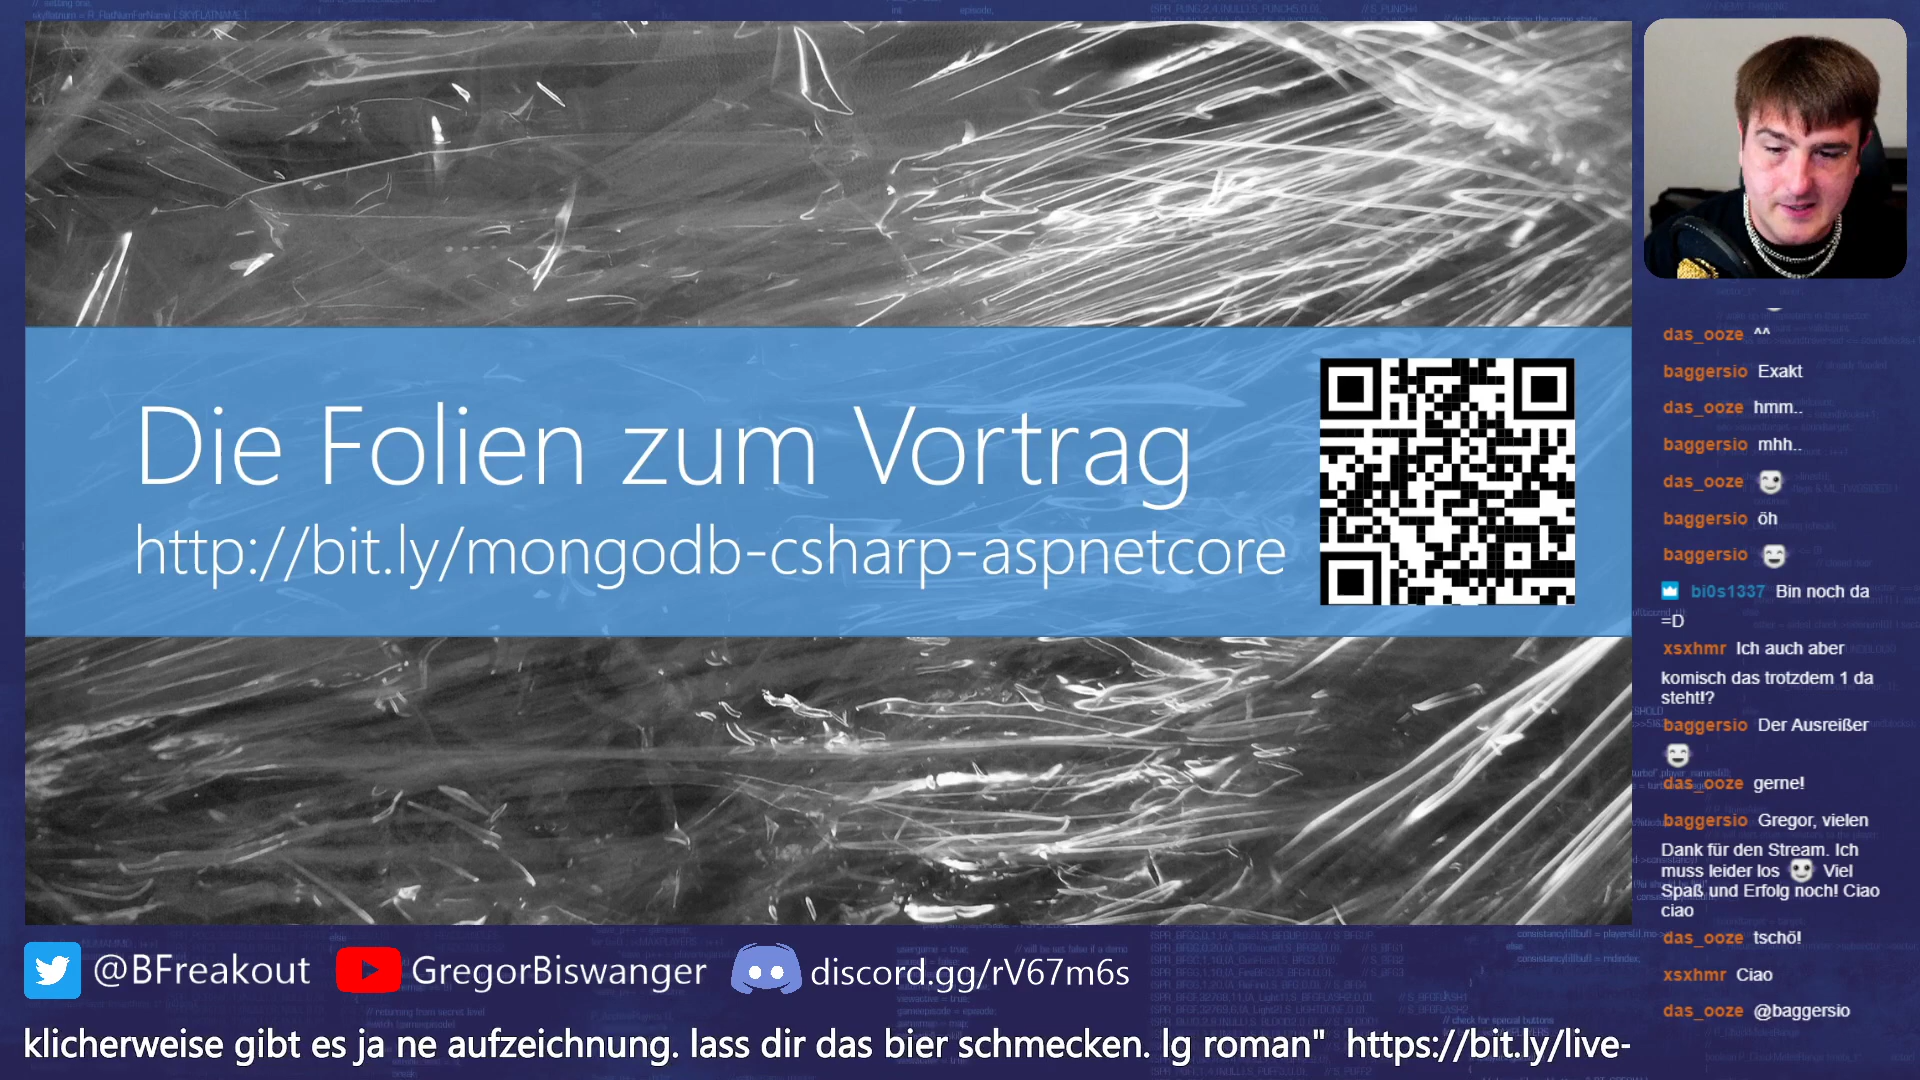 Die Folien zum Vortrag
http://bit.ly/mongodb-csharp-aspnetcore
das_ooze ^^
baggersio Exakt
das_ooze hmm..
baggersio mhh..
das_ooze
baggersio öh
baggersio
bi0s1337 Bin noch da
=D
xsxhmr Ich auch aber
komisch das trotzdem 1 da
steht!?
baggersio Der Ausreißer
das_ooze gerne!
baggersio Gregor, vielen
Dank für den Stream. Ich
muss leider los Viel
Spaß und Erfolg noch! Ciao
ciao
das_ooze tschö!
xsxhmr Ciao
das_ooze @baggersio
@BFreakout GregorBiswanger discord.gg/rV67m6s
klicherweise gibt es ja ne aufzeichnung. lass dir das bier schmecken. lg roman" https://bit.ly/live-